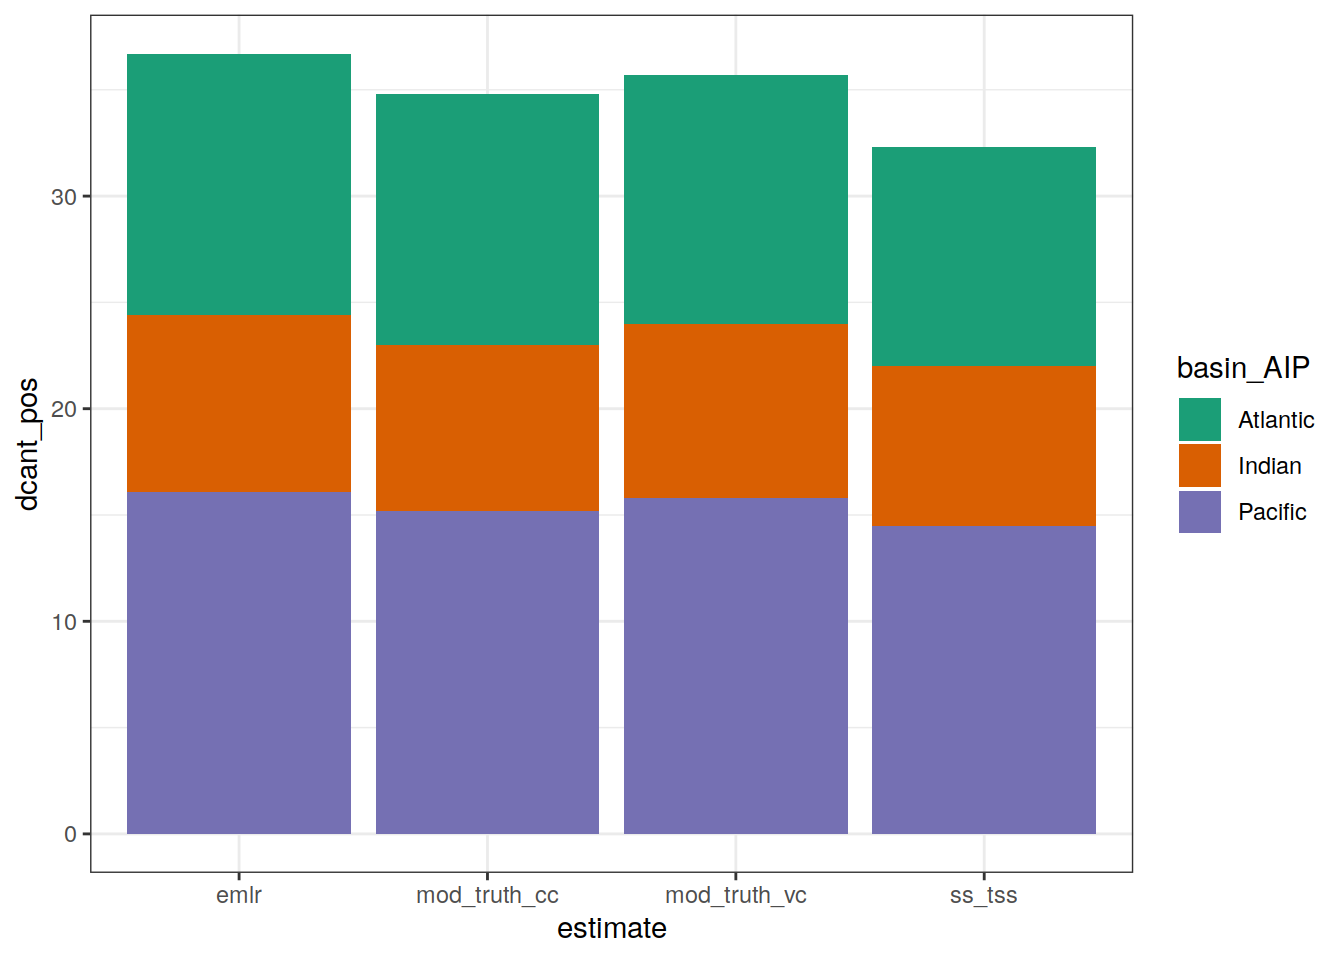 dcant_pos
30
20
10
0
emlr
mod_truth_cc
mod_truth_vc
ss_tss
estimate
basin_AIP
Atlantic
Indian
Pacific